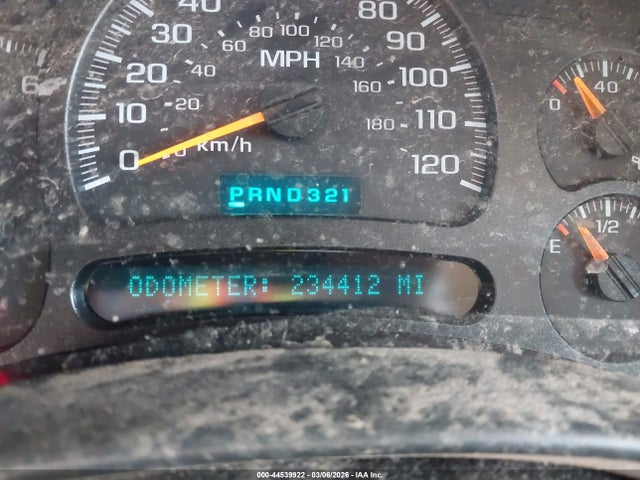 40 80
30 60 80 100 120 90
MPH
20 40 140 100
160
10 20 180 110
0 km/h 120
PRND321
ODOMETER: 234412 MI
6
0 40
E 1/2
000-44539922 - 03/06/2026 - IAA Inc.